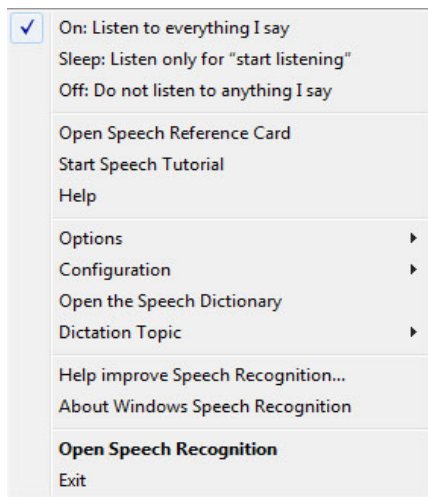 On: Listen to everything I say
Sleep: Listen only for “start listening”
Off: Do not listen to anything I say
Open Speech Reference Card
Start Speech Tutorial
Help
Options
Configuration
Open the Speech Dictionary
Dictation Topic
Help improve Speech Recognition...
About Windows Speech Recognition
Open Speech Recognition
Exit